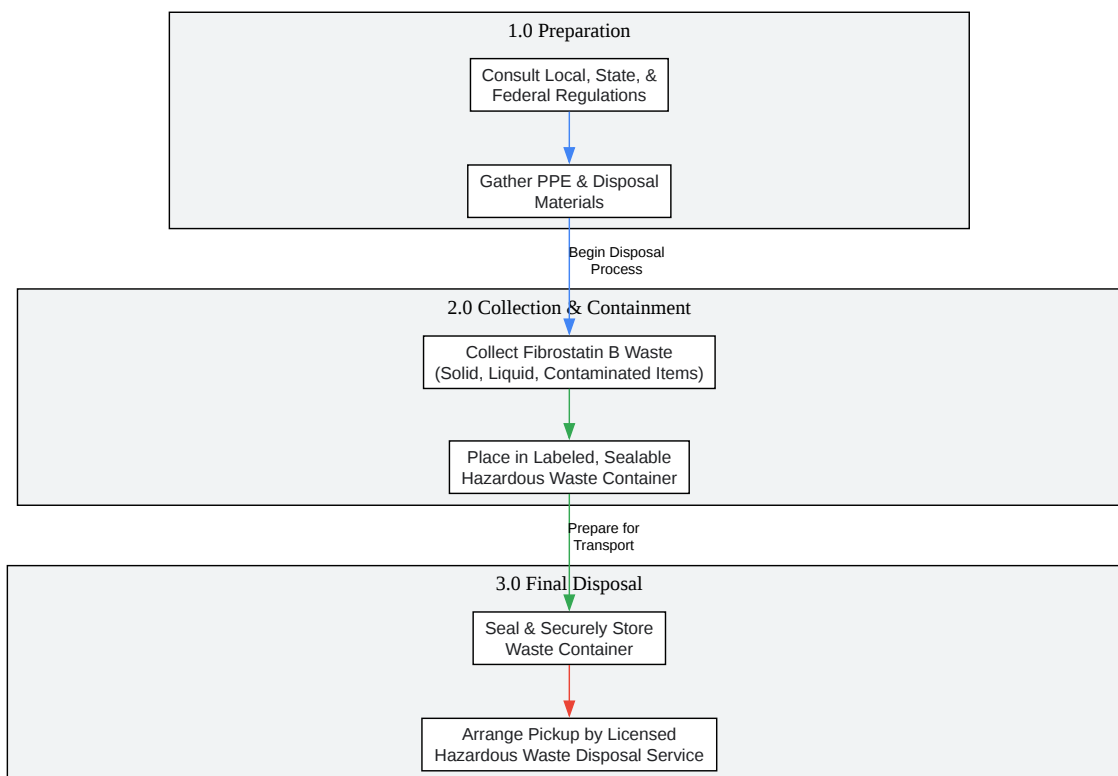 1.0 Preparation
Consult Local, State, &
Federal Regulations
Gather PPE & Disposal
Materials
Begin Disposal
Process
2.0 Collection & Containment
Collect Fibrostatin B Waste
(Solid, Liquid, Contaminated Items)
Place in Labeled, Sealable
Hazardous Waste Container
Prepare for
Transport
3.0 Final Disposal
Seal & Securely Store
Waste Container
Arrange Pickup by Licensed
Hazardous Waste Disposal Service